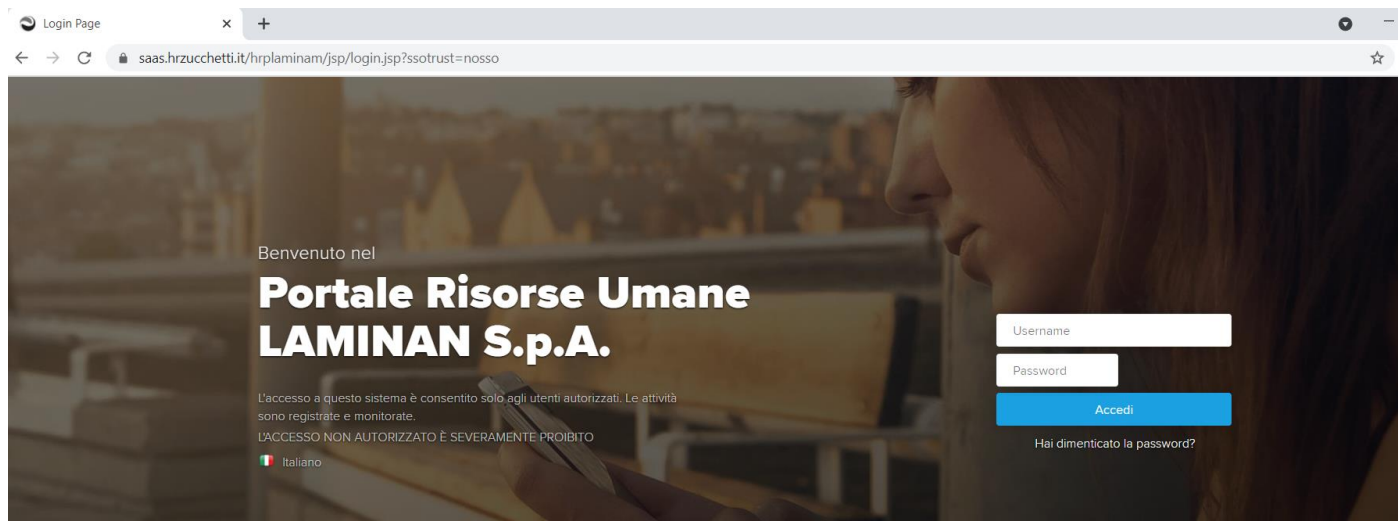 Login Page
saas.hrzucchetti.it/hrplaminam/jsp/login.jsp?ssotrust=nosso
Benvenuto nel
Portale Risorse Umane
LAMINAN S.p.A.
L'accesso a questo sistema è consentito solo agli utenti autorizzati. Le attività
sono registrate e monitorate.
L'ACCESSO NON AUTORIZZATO È SEVERAMENTE PROIBITO
Italiano
Username
Password
Accedi
Hai dimenticato la password?